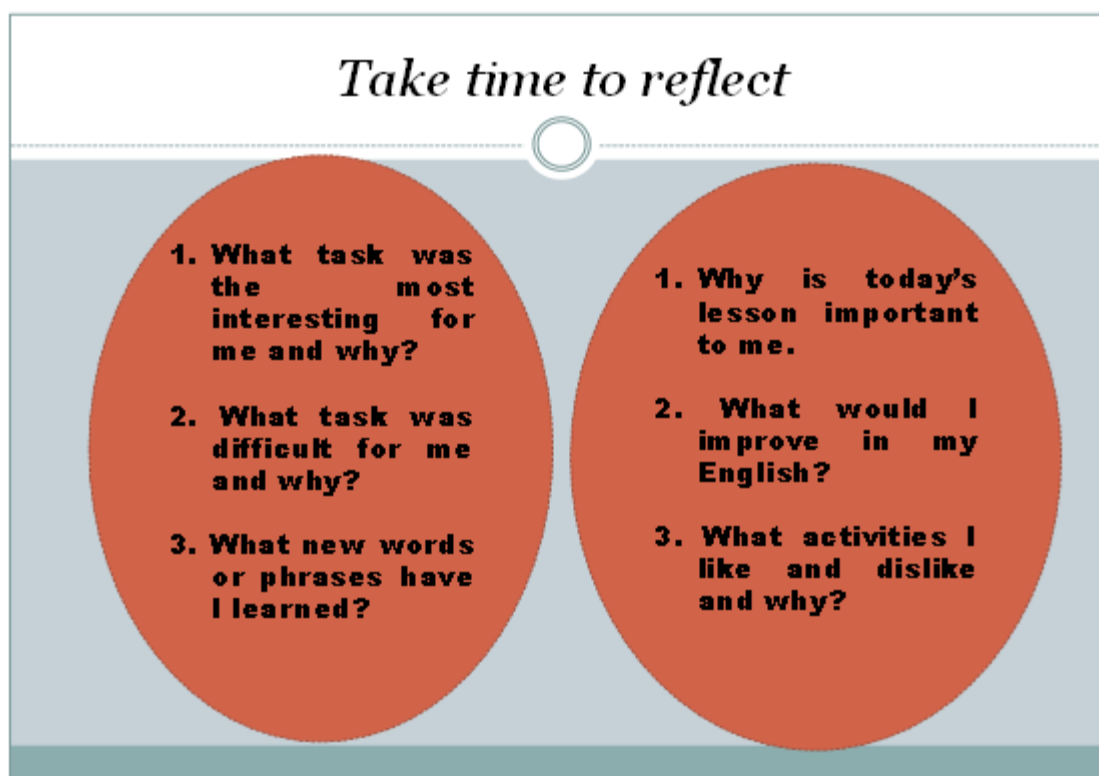 Take time to reflect
1. What task was
the most
interesting for
me and why?
2. What task was
difficult for me
and why?
3. What new words
or phrases have
I learned?
1. Why is today's
lesson important
to me.
2. What would I
improve in my
English?
3. What activities I
like and dislike
and why?